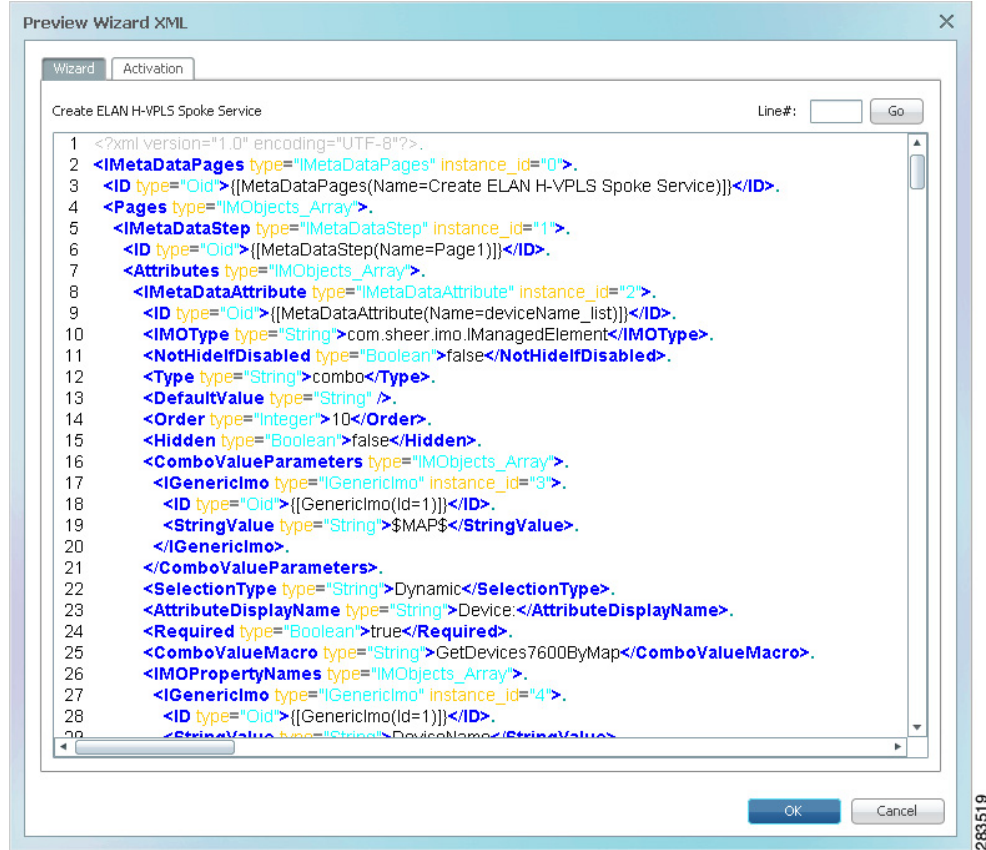 Preview Wizard XML
Wizard Activation
Create ELAN H-VPLS Spoke Service Line#: Go
1 <?xml version="1.0" encoding="UTF-8"?>.
2 <IMetaDataPages type="IMetaDataPages" instance_id="0">.
3 <ID type="Oid">{[MetaDataPages(Name=Create ELAN H-VPLS Spoke Service)]}</ID>.
4 <Pages type="IMObjects_Array">.
5 <IMetaDataStep type="IMetaDataStep" instance_id="1">.
6 <ID type="Oid">{[MetaDataStep(Name=Page1)]}</ID>.
7 <Attributes type="IMObjects_Array">.
8 <IMetaDataAttribute type="IMetaDataAttribute" instance_id="2">.
9 <ID type="Oid">{[MetaDataAttribute(Name=deviceName_list)]}</ID>.
10 <IMOType type="String">com.sheer.imo.IManagedElement</IMOType>.
11 <NotHideIfDisabled type="Boolean">false</NotHideIfDisabled>.
12 <Type type="String">combo</Type>.
13 <DefaultValue type="String" />.
14 <Order type="Integer">10</Order>.
15 <Hidden type="Boolean">false</Hidden>.
16 <ComboValueParameters type="IMObjects_Array">.
17 <IGenericImo type="IGenericImo" instance_id="3">.
18 <ID type="Oid">{[GenericImo(Id=1)]}</ID>.
19 <StringValue type="String">$MAP$</StringValue>.
20 </IGenericImo>.
21 </ComboValueParameters>.
22 <SelectionType type="String">Dynamic</SelectionType>.
23 <AttributeDisplayName type="String">Device:</AttributeDisplayName>.
24 <Required type="Boolean">true</Required>.
25 <ComboValueMacro type="String">GetDevices7600ByMap</ComboValueMacro>.
26 <IMOPropertyNames type="IMObjects_Array">.
27 <IGenericImo type="IGenericImo" instance_id="4">.
28 <ID type="Oid">{[GenericImo(Id=1)]}</ID>.
29 <StringValue type="String">DeviceName</StringValue>
OK Cancel
283519